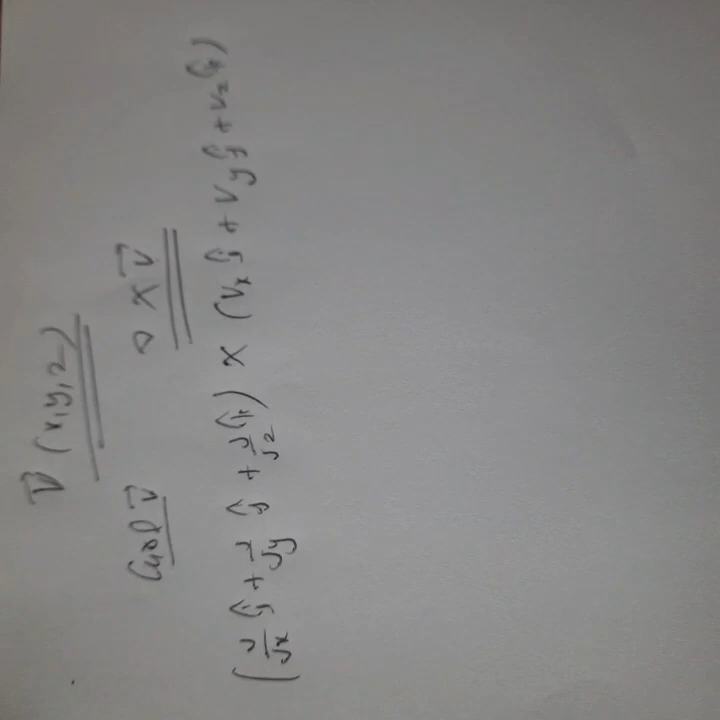 V⃗ (x,y,z)
Curl V⃗ ∇ × V⃗
(∂/∂x î + ∂/∂y ĵ + ∂/∂z k̂) × (Vx î + Vy ĵ + Vz k̂)